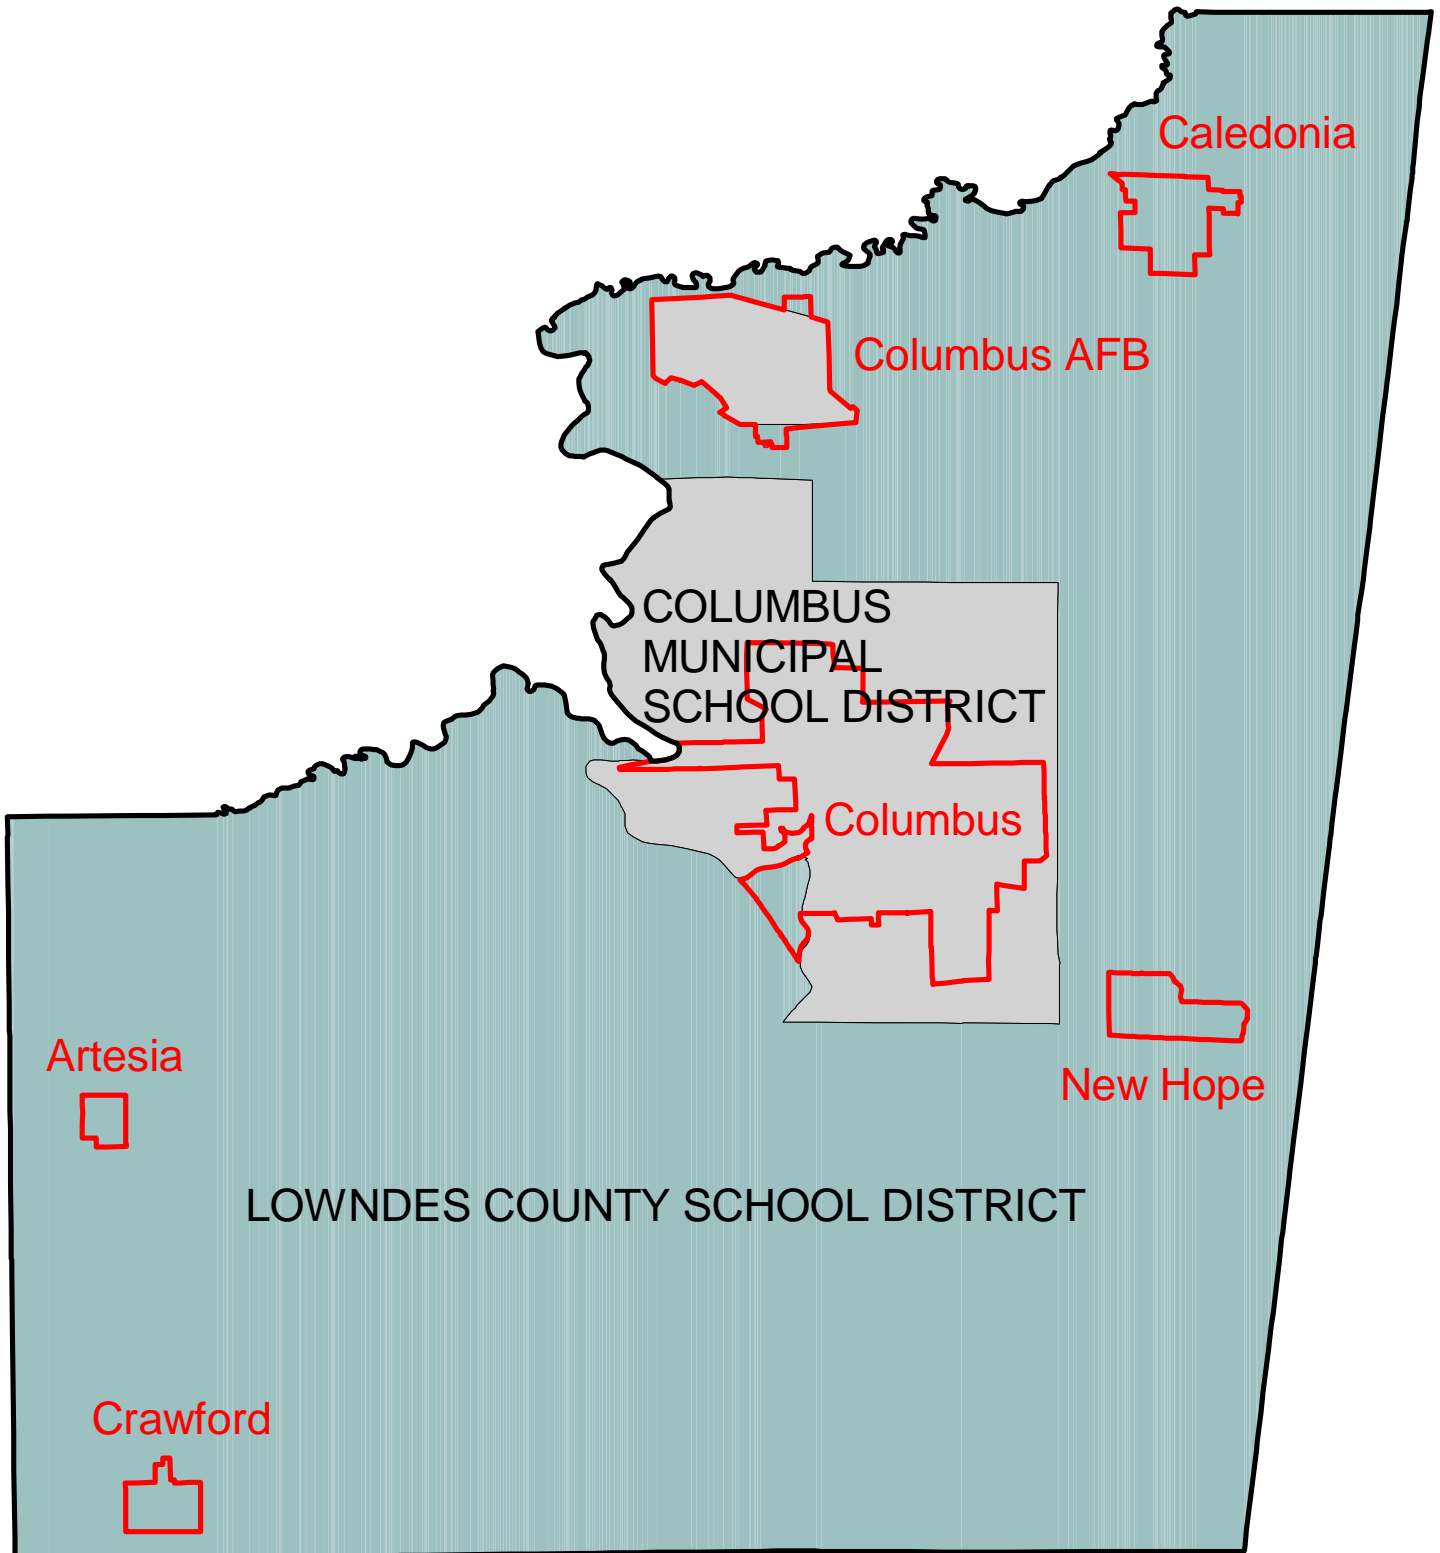 Caledonia
Columbus AFB
COLUMBUS
MUNICIPAL
SCHOOL DISTRICT
Columbus
Artesia
New Hope
LOWNDES COUNTY SCHOOL DISTRICT
Crawford